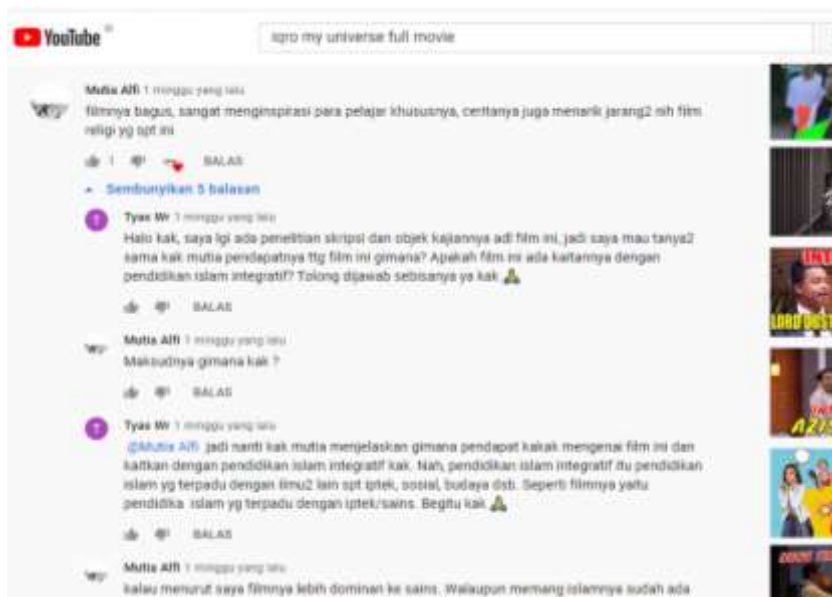 YouTube
iqro my universe full movie
Mutia Alfi 1 minggu yang lalu
filmnya bagus, sangat menginspirasi para pelajar khususnya, ceritanya juga menarik jarang2 nih film
religi yg spt ini
1 BALAS
Sembunyikan 5 balasan
T
Tyas Wr 1 minggu yang lalu
Halo kak, saya lgi ada penelitian skripsi dan objek kajiannya adl film ini, jadi saya mau tanya2
sama kak mutia pendapatnya ttg film ini gimana? Apakah film ini ada kaitannya dengan
pendidikan islam integratif? Tolong dijawab sebisanya ya kak
BALAS
Mutia Alfi 1 minggu yang lalu
Maksudnya gimana kak ?
BALAS
T
Tyas Wr 1 minggu yang lalu
@Mutia Alfi jadi nanti kak mutia menjelaskan gimana pendapat kakak mengenai film ini dan
kaitkan dengan pendidikan islam integratif kak. Nah, pendidikan islam integratif itu pendidikan
islam yg terpadu dengan ilmu2 lain spt iptek, sosial, budaya dsb. Seperti filmnya yaitu
pendidika islam yg terpadu dengan iptek/sains. Begitu kak
BALAS
Mutia Alfi 1 minggu yang lalu
kalau menurut saya filmnya lebih dominan ke sains. Walaupun memang islamnya sudah ada